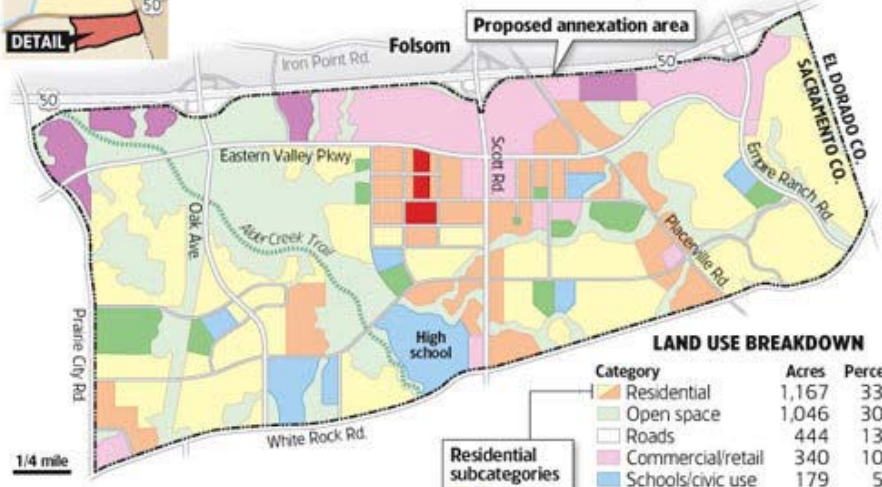 50
DETAIL
Proposed annexation area
Folsom
Iron Point Rd.
50
50
EL DORADO CO.
SACRAMENTO CO.
Eastern Valley Pkwy.
Scott Rd.
Empire Ranch Rd.
Oak Ave.
Alder Creek Trail
Placerville Rd.
Prairie City Rd.
High
school
White Rock Rd.
1/4 mile
LAND USE BREAKDOWN
Category Acres Perce
Residential 1,167 33
Open space 1,046 30
Roads 444 13
Commercial/retail 340 10
Schools/civic use 179 5
Residential
subcategories